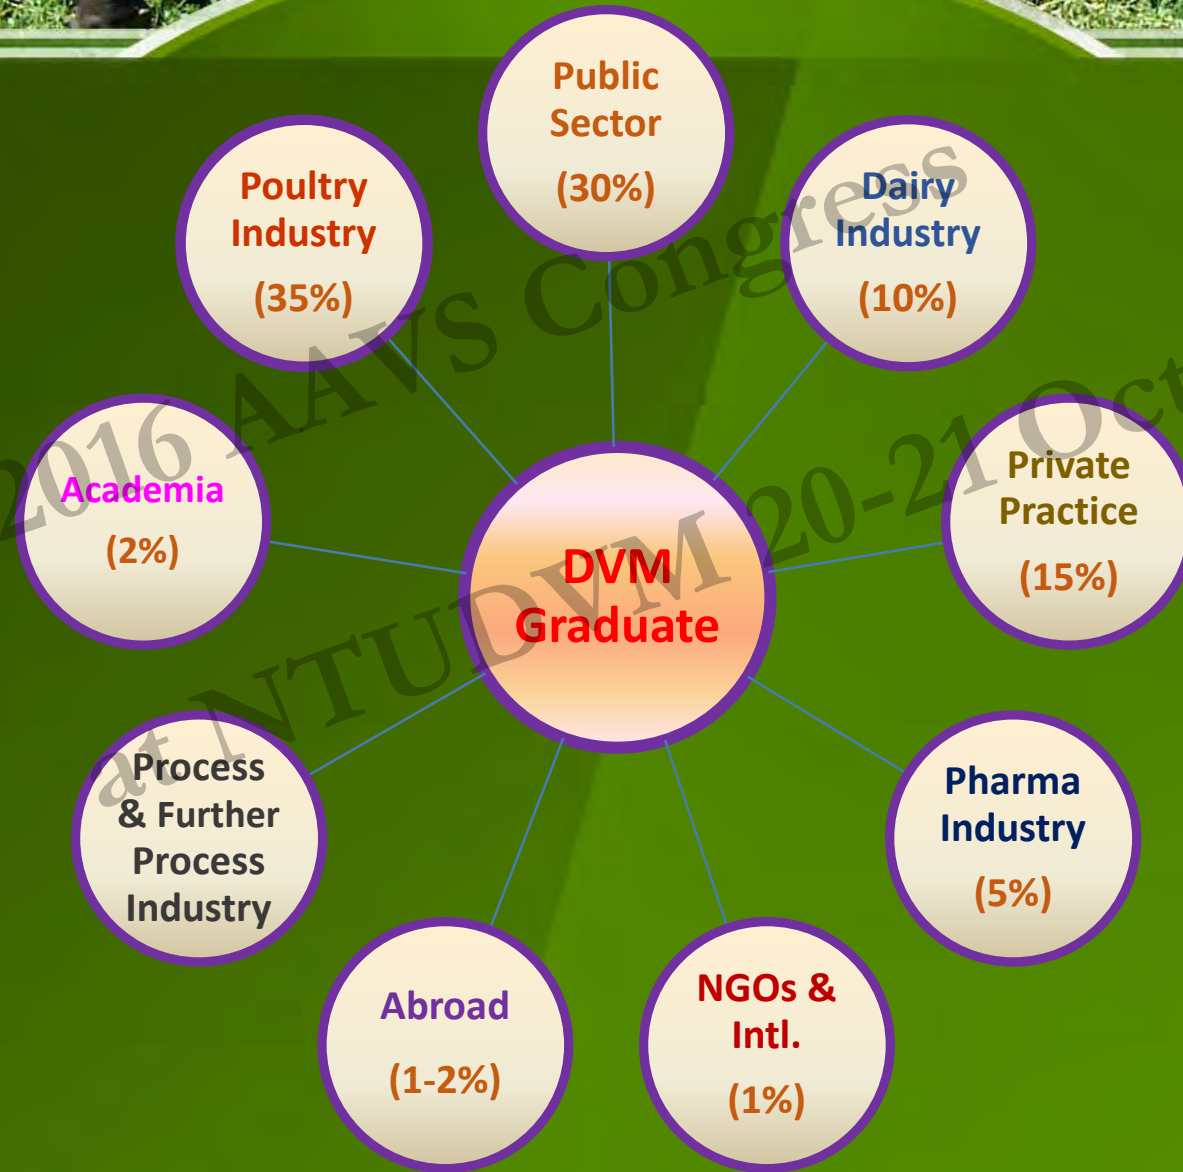 Public
Sector
(30%)
Poultry
Industry
(35%)
Dairy
Industry
(10%)
Academia
(2%)
Private
Practice
(15%)
DVM
Graduate
Process
& Further
Process
Industry
Pharma
Industry
(5%)
Abroad
(1-2%)
NGOs &
Intl.
(1%)
2016 AAVS Congress
at NTUDVM 20-21 Oct